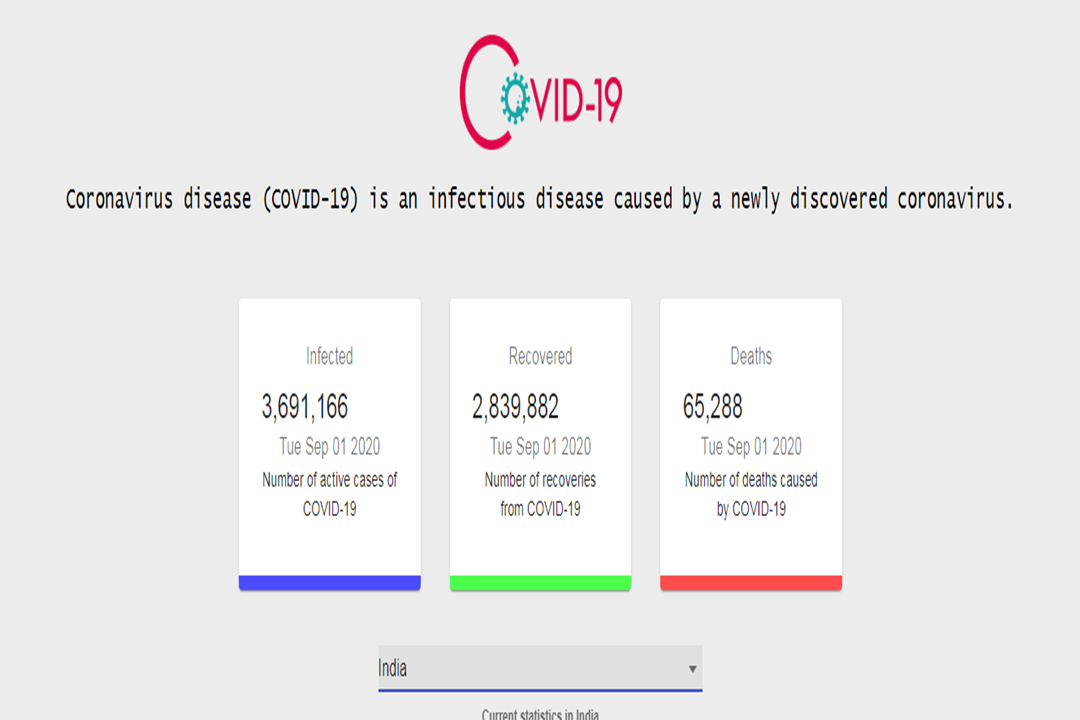 COVID-19
Coronavirus disease (COVID-19) is an infectious disease caused by a newly discovered coronavirus.
Infected
3,691,166
Tue Sep 01 2020
Number of active cases of
COVID-19
Recovered
2,839,882
Tue Sep 01 2020
Number of recoveries
from COVID-19
Deaths
65,288
Tue Sep 01 2020
Number of deaths caused
by COVID-19
India
Current statistics in India